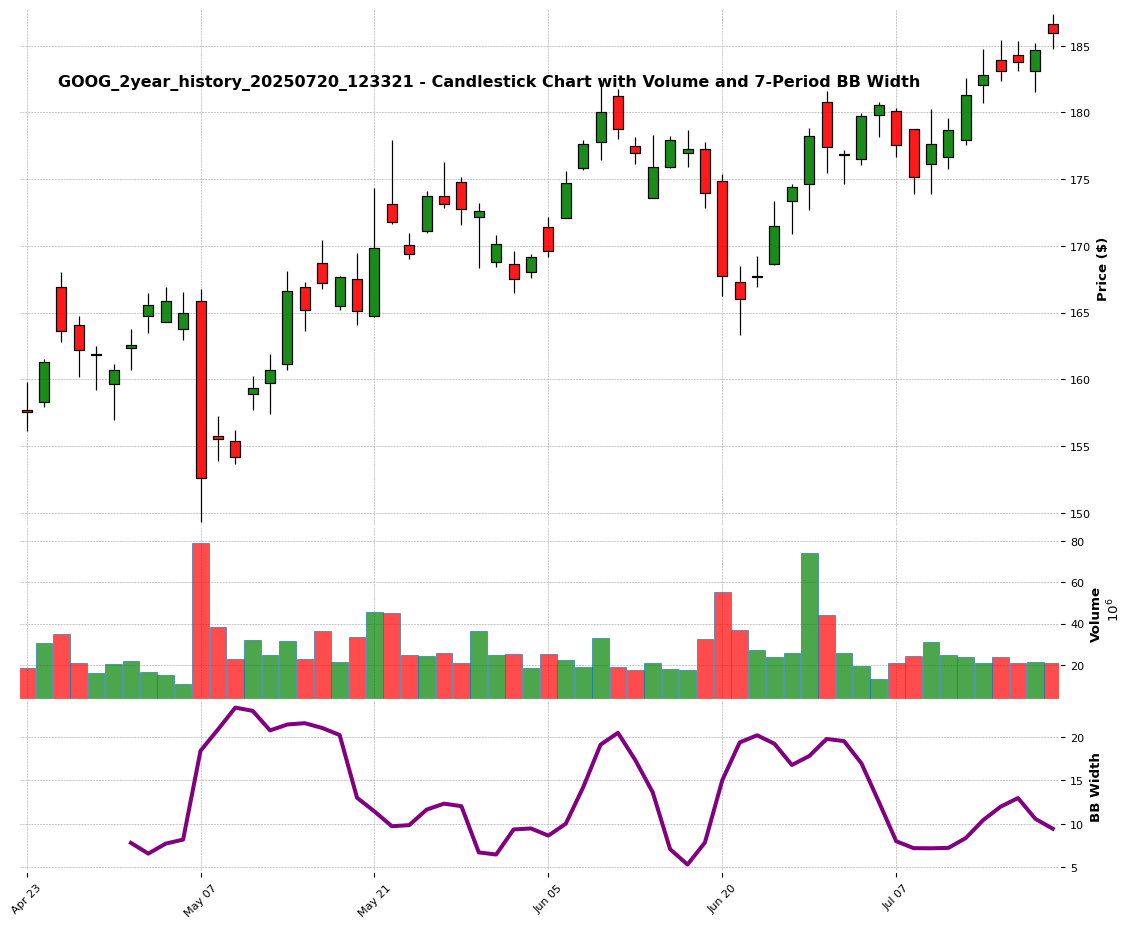 GOOG_2year_history_20250720_123321 - Candlestick Chart with Volume and 7-Period BB Width
185
180
175
170
165
160
155
150
Price ($)
80
60
40
20
Volume
10^6
20
15
10
5
BB Width
Apr 23
May 07
May 21
Jun 05
Jun 20
Jul 07